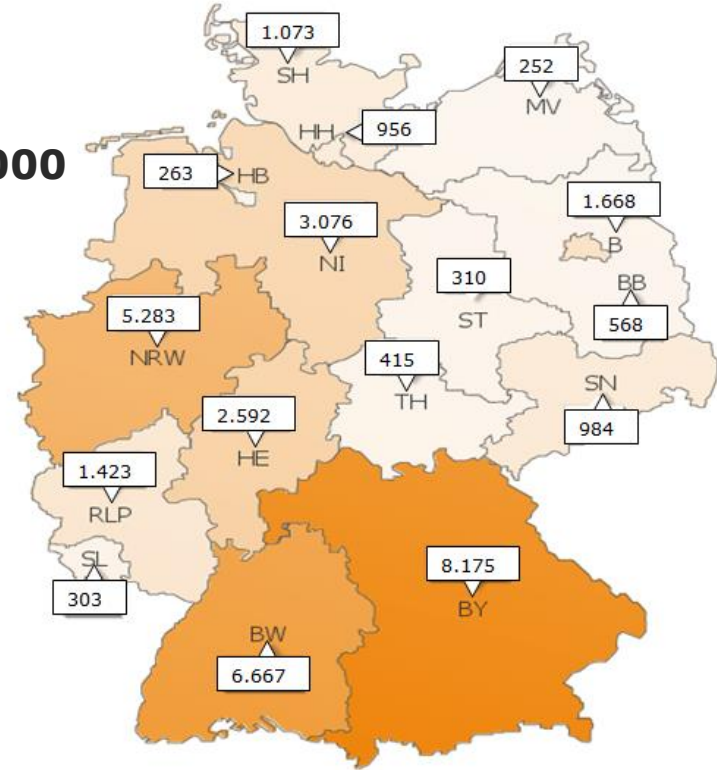 1.073
SH
252
MV
HH
956
000
263
HB
1.668
B
3.076
NI
310
ST
BB
568
5.283
NRW
415
TH
SN
984
2.592
HE
1.423
RLP
SL
303
8.175
BY
BW
6.667